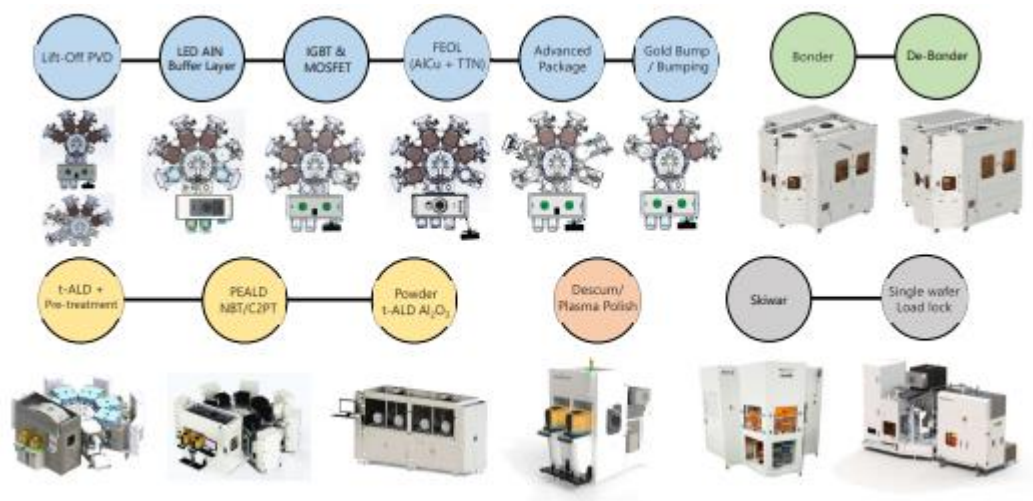 Lift-Off PVD
LED AlN
Buffer Layer
IGBT &
MOSFET
FEOL
(AlCu + TTN)
Advanced
Package
Gold Bump
/ Bumping
Bonder
De-Bonder
t-ALD +
Pre-treatment
PEALD
NBT/C2PT
Powder
t-ALD Al₂O₃
Descum/
Plasma Polish
Skiwar
Single wafer
Load lock